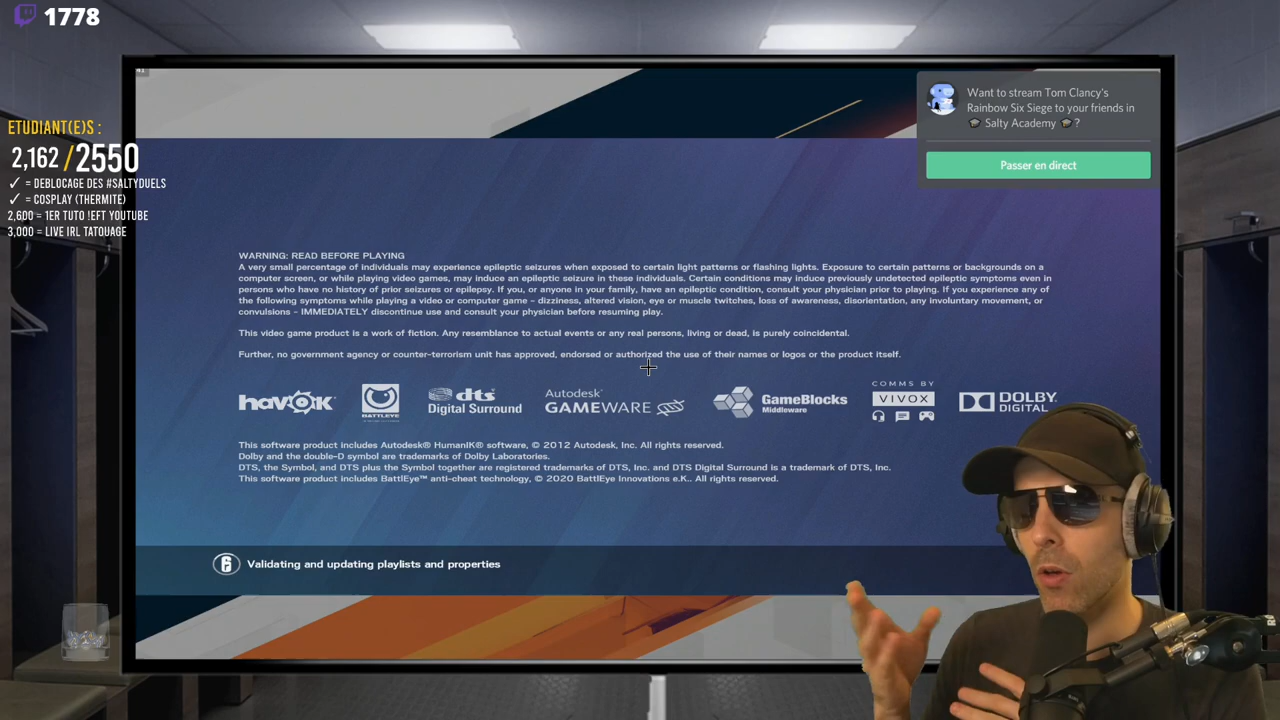 1778
ETUDIANT(E)S :
2,162 / 2550
✓ = DEBLOCAGE DES #SALTYDUELS
✓ = COSPLAY (THERMITE)
2,600 = 1ER TUTO !EFT YOUTUBE
3,000 = LIVE IRL TATOUAGE
Want to stream Tom Clancy's
Rainbow Six Siege to your friends in
🎓 Salty Academy 🎓 ?
Passer en direct
WARNING: READ BEFORE PLAYING
A very small percentage of individuals may experience epileptic seizures when exposed to certain light patterns or flashing lights. Exposure to certain patterns or backgrounds on a
computer screen, or while playing video games, may induce an epileptic seizure in these individuals. Certain conditions may induce previously undetected epileptic symptoms even in
persons who have no history of prior seizures or epilepsy. If you, or anyone in your family, have an epileptic condition, consult your physician prior to playing. If you experience any of
the following symptoms while playing a video or computer game - dizziness, altered vision, eye or muscle twitches, loss of awareness, disorientation, any involuntary movement, or
convulsions - IMMEDIATELY discontinue use and consult your physician before resuming play.
This video game product is a work of fiction. Any resemblance to actual events or any real persons, living or dead, is purely coincidental.
Further, no government agency or counter-terrorism unit has approved, endorsed or authorized the use of their names or logos or the product itself.
havok
BATTLEYE
dts
Digital Surround
Autodesk®
GAMEWARE
GameBlocks
Middleware
COMMS BY
VIVOX
DOLBY
DIGITAL
This software product includes Autodesk® HumanIK® software, © 2012 Autodesk, Inc. All rights reserved.
Dolby and the double-D symbol are trademarks of Dolby Laboratories.
DTS, the Symbol, and DTS plus the Symbol together are registered trademarks of DTS, Inc. and DTS Digital Surround is a trademark of DTS, Inc.
This software product includes BattlEye™ anti-cheat technology, © 2020 BattlEye Innovations e.K.. All rights reserved.
Validating and updating playlists and properties